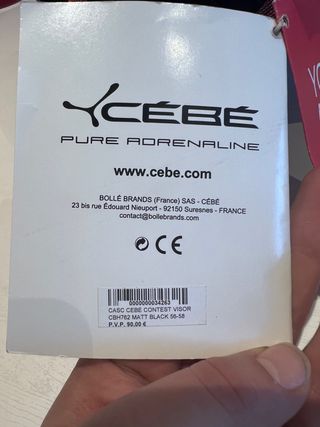 CÉBÉ
PURE ADRENALINE
www.cebe.com
BOLLÉ BRANDS (France) SAS - CÉBÉ
23 bis rue Édouard Nieuport - 92150 Suresnes - FRANCE
contact@bollebrands.com
CE
0000000034263
CASC CEBE CONTEST VISOR
CBH762 MATT BLACK 56-58
P.V.P. 90,00 €